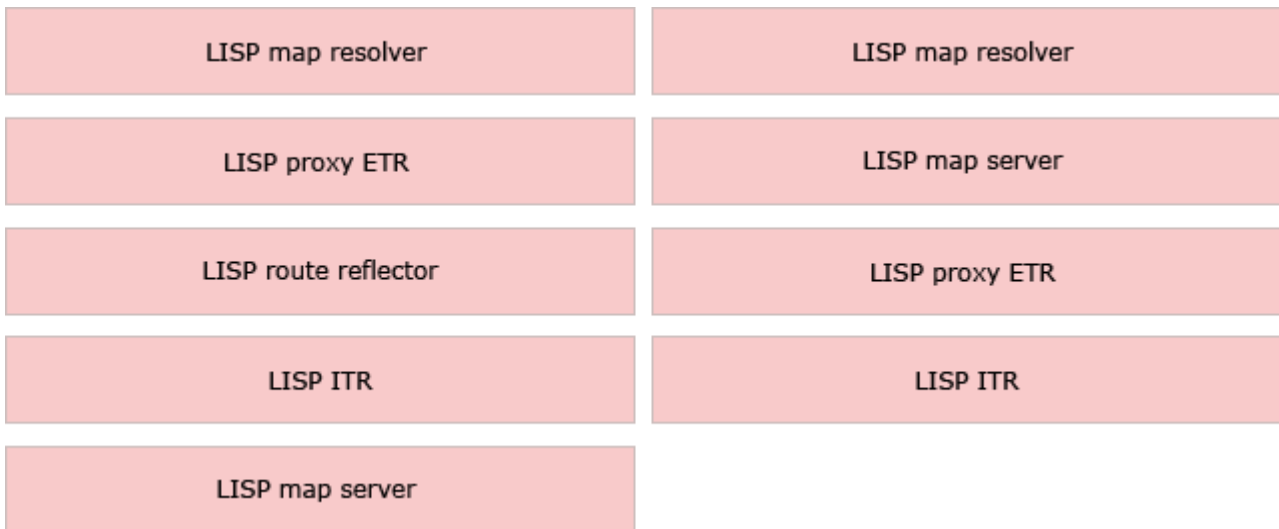 LISP map resolver
LISP map resolver
LISP proxy ETR
LISP map server
LISP route reflector
LISP proxy ETR
LISP ITR
LISP ITR
LISP map server